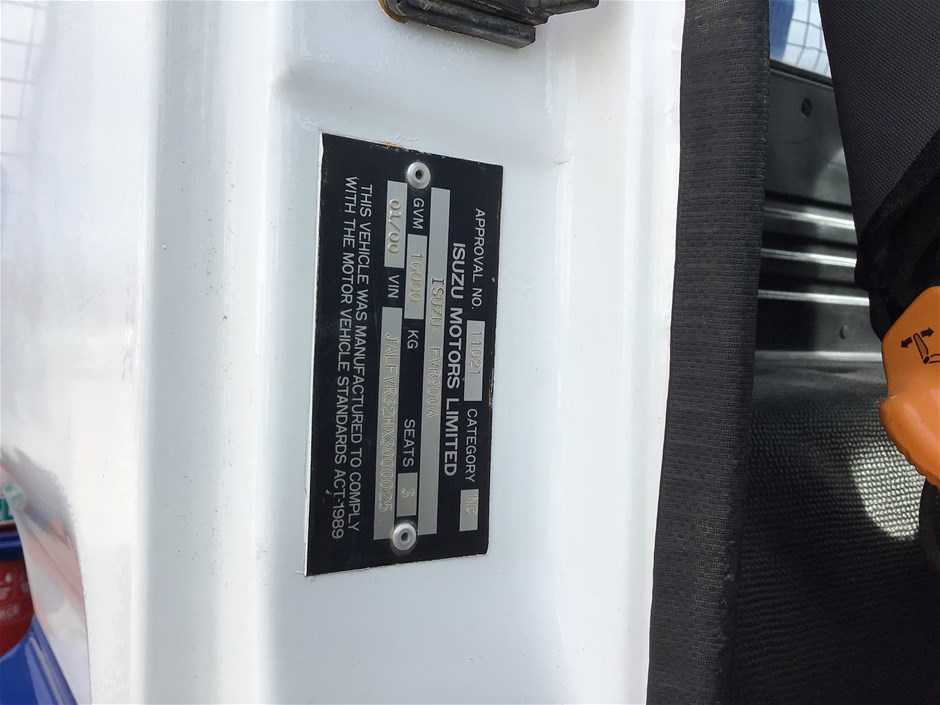 APPROVAL NO. 11021 CATEGORY NC
ISUZU MOTORS LIMITED
ISUZU FVR900A
GVM 16000 KG SEATS 3
01/00 VIN
THIS VEHICLE WAS MANUFACTURED TO COMPLY
WITH THE MOTOR VEHICLE STANDARDS ACT 1989